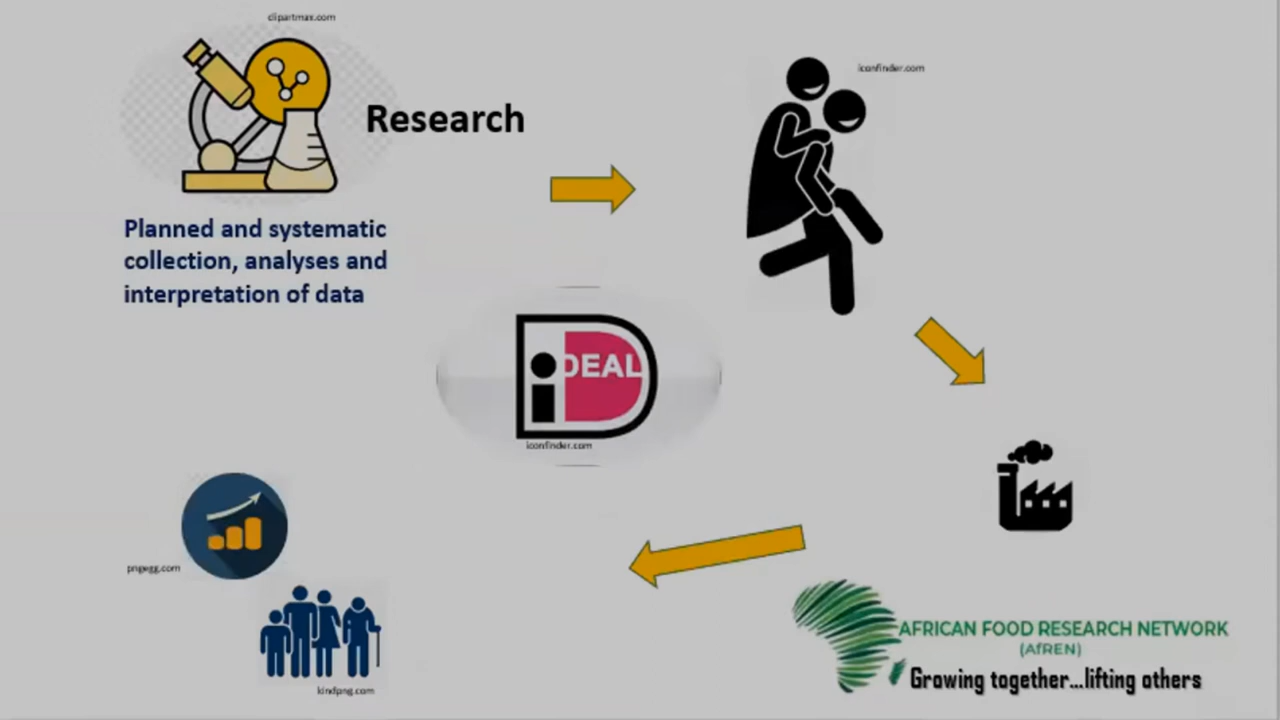 clipartmax.com
iconfinder.com
Research
Planned and systematic
collection, analyses and
interpretation of data
iDEAL
iconfinder.com
pngegg.com
kindpng.com
AFRICAN FOOD RESEARCH NETWORK
(AfREN)
Growing together...lifting others